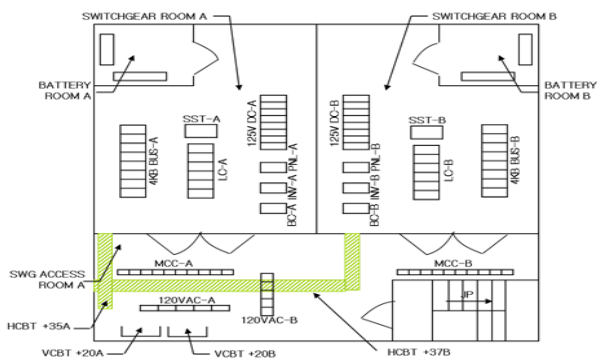 SWITCHGEAR ROOM A
SWITCHGEAR ROOM B
BATTERY
ROOM A
BATTERY
ROOM B
SST-A
SST-B
4KB BUS-A
LC-A
125V DC-A
BC-A INV-A PNL-A
125V DC-B
BC-B INV-B PNL-B
LC-B
4KB BUS-B
SWG ACCESS
ROOM A
MCC-A
MCC-B
120VAC-A
120VAC-B
JP
HCBT +35A
VCBT +20A
VCBT +20B
HCBT +37B